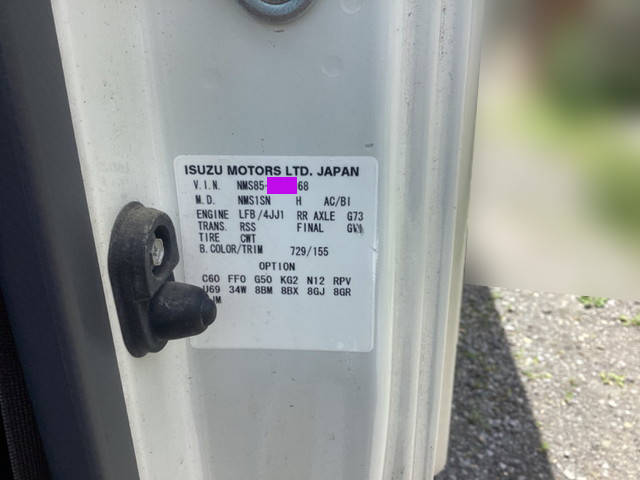 ISUZU MOTORS LTD. JAPAN
V.I.N. NMS85- 68
M.D. NMS1SN H AC/BI
ENGINE LFB/4JJ1 RR AXLE G73
TRANS. RSS FINAL
TIRE CWT
B.COLOR/TRIM 729/155
OPTION
C60 FF0 G50 KG2 N12 RPV
U69 34W 8BM 8BX 8GJ 8GR